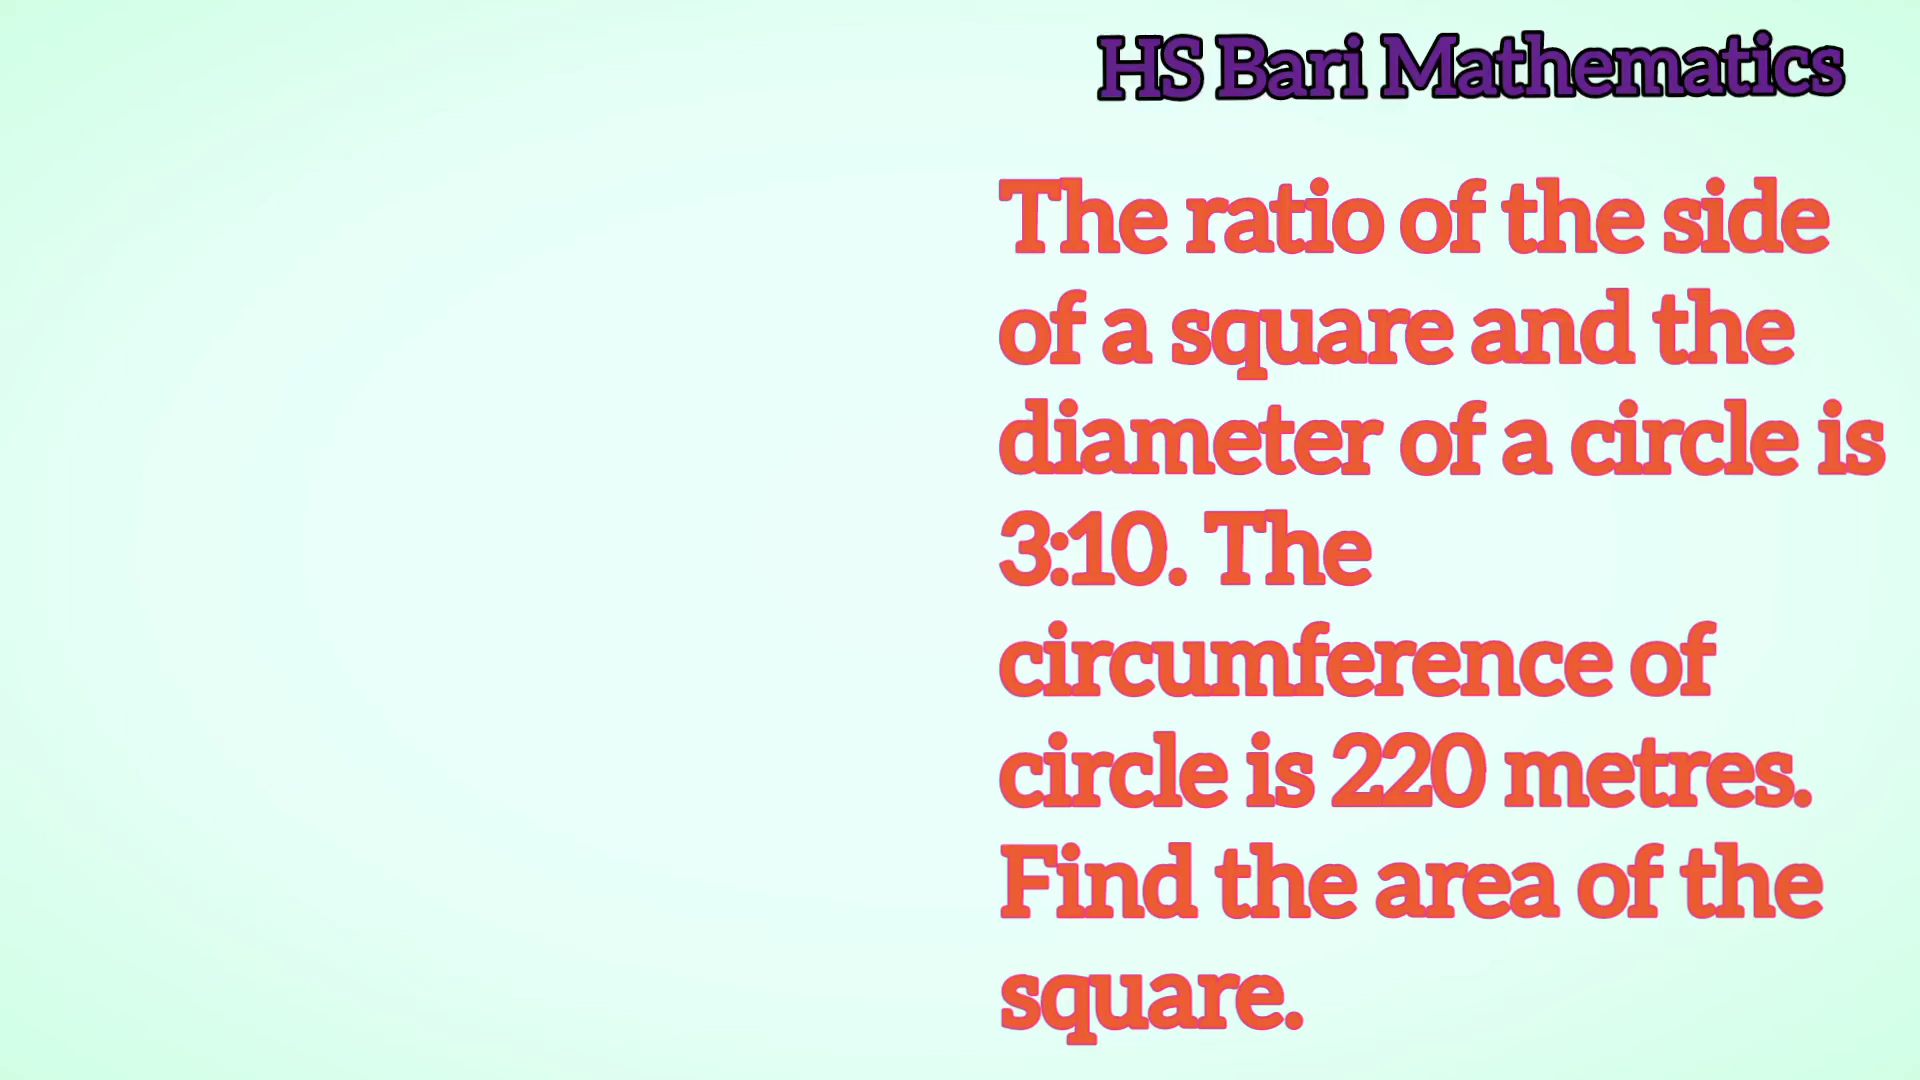 HS Bari Mathematics
The ratio of the side
of a square and the
diameter of a circle is
3:10. The
circumference of
circle is 220 metres.
Find the area of the
square.